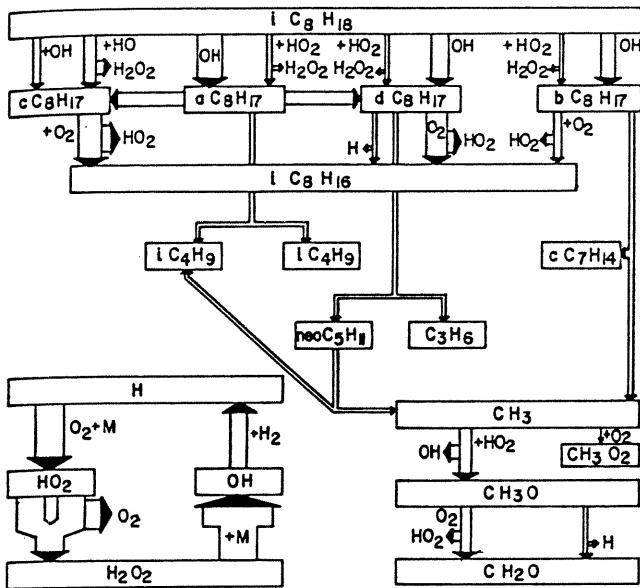 i C8H18
+OH +HO OH +HO2 +HO2 OH +HO2 OH
H2O2 H2O2 H2O2 H2O2
c C8H17 a C8H17 d C8H17 b C8H17
+O2 HO2 H O2 HO2 HO2 +O2
i C8H16
i C4H9 i C4H9 c C7H14
neoC5H11 C3H6
H CH3
O2+M +H2 OH +HO2 +O2
CH3O2
HO2 OH CH3O
O2 +M O2 HO2 H
H2O2 CH2O